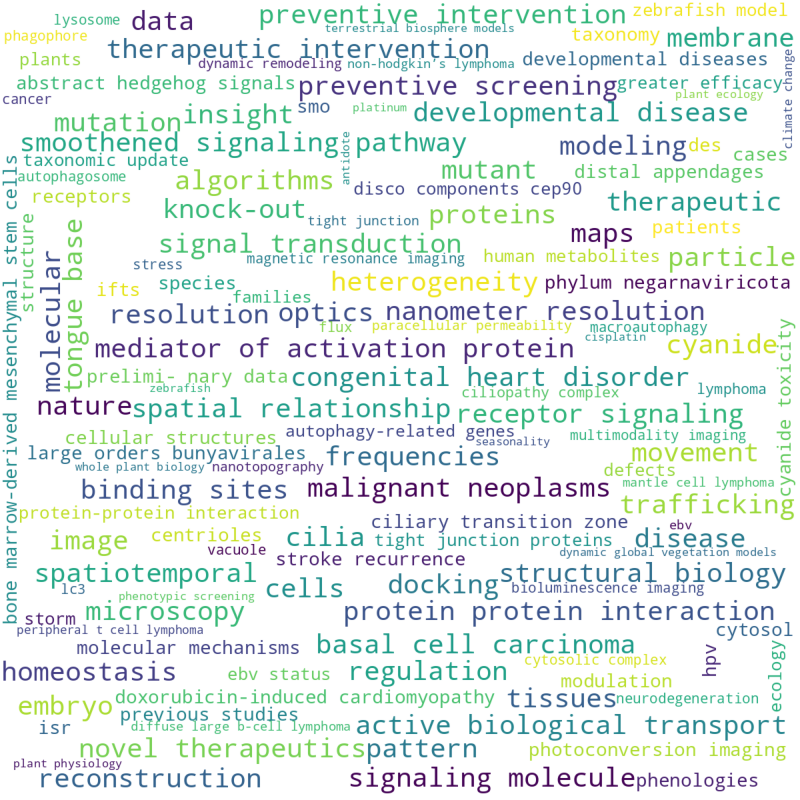 lysosome
data
preventive intervention
zebrafish model
phagophore
therapeutic intervention
terrestrial biosphere models
taxonomy
membrane
plants
dynamic remodeling
non-hodgkin's lymphoma
developmental diseases
climate change
abstract hedgehog signals
preventive screening
greater efficacy
cancer
mutation
insight
smo
platinum
developmental disease
plant ecology
smoothened signaling pathway
antidote
modeling
des
cases
taxonomic update
autophagosome
algorithms
disco components cep90
mutant
distal appendages
receptors
knock-out
tight junction
proteins
therapeutic
bone marrow-derived mesenchymal stem cells
structure
tongue base
signal transduction
maps
patients
stress
magnetic resonance imaging
human metabolites
particle
molecular
ifts
species
families
heterogeneity
phylum negarnaviricota
resolution
optics
nanometer resolution
flux
paracellular permeability
macroautophagy
cisplatin
mediator of activation protein
cyanide
cyanide toxicity
prelimi- nary data
zebrafish
congenital heart disorder
ciliopathy complex
lymphoma
nature
spatial relationship
receptor signaling
cellular structures
autophagy-related genes
seasonality
multimodality imaging
large orders bunyavirales
frequencies
movement
whole plant biology
nanotopography
defects
binding sites
malignant neoplasms
mantle cell lymphoma
trafficking
protein-protein interaction
ciliary transition zone
ebv
image
centrioles
cilia
tight junction proteins
disease
vacuole
stroke recurrence
dynamic global vegetation models
spatiotemporal
cells
docking
structural biology
lc3
phenotypic screening
bioluminescence imaging
storm
microscopy
protein protein interaction
peripheral t cell lymphoma
cytosol
molecular mechanisms
basal cell carcinoma
hpv
ecology
homeostasis
ebv status
regulation
cytosolic complex
modulation
embryo
doxorubicin-induced cardiomyopathy
tissues
neurodegeneration
previous studies
isr
diffuse large b-cell lymphoma
active biological transport
novel therapeutics
pattern
photoconversion imaging
plant physiology
reconstruction
signaling molecule
phenologies